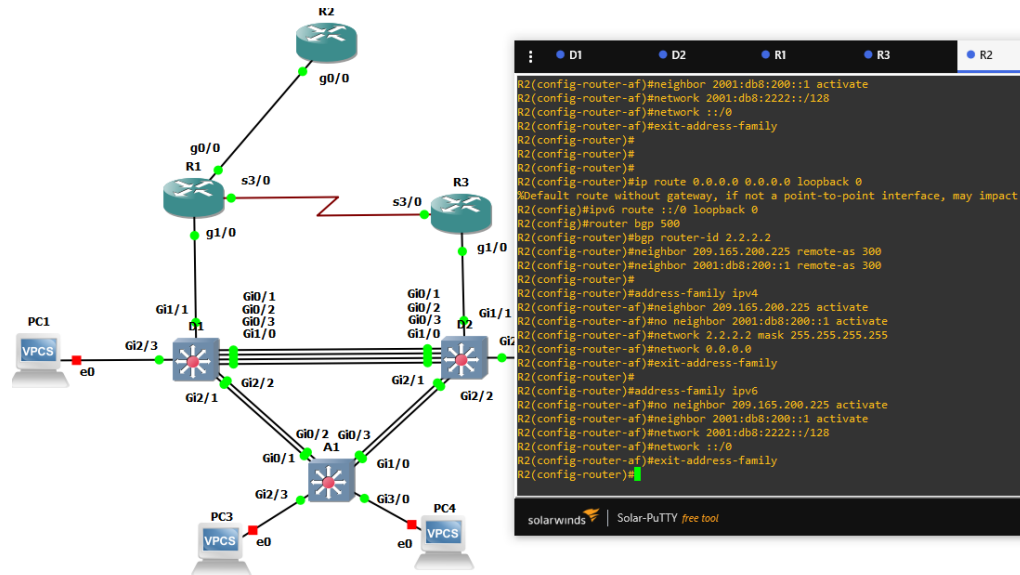 R2
g0/0
g0/0
R1
s3/0
R3
s3/0
g1/0
g1/0
Gi0/1
Gi0/2
Gi0/3
Gi1/0
Gi0/1
Gi0/2
Gi0/3
Gi1/0
Gi1/1
D1
Gi1/1
D2
PC1
VPCS
e0
Gi2/3
Gi2/2
Gi2/1
Gi2/1
Gi2/2
Gi0/2
Gi0/3
Gi0/1
A1
Gi1/0
Gi2/3
Gi3/0
PC3
VPCS
e0
PC4
VPCS
e0
D1 D2 R1 R3 R2
R2(config-router-af)#neighbor 2001:db8:200::1 activate
R2(config-router-af)#network 2001:db8:2222::/128
R2(config-router-af)#network ::/0
R2(config-router-af)#exit-address-family
R2(config-router)#
R2(config-router)#
R2(config-router)#
R2(config-router)#ip route 0.0.0.0 0.0.0.0 loopback 0
%Default route without gateway, if not a point-to-point interface, may impact
R2(config)#ipv6 route ::/0 loopback 0
R2(config)#router bgp 500
R2(config-router)#bgp router-id 2.2.2.2
R2(config-router)#neighbor 209.165.200.225 remote-as 300
R2(config-router)#neighbor 2001:db8:200::1 remote-as 300
R2(config-router)#
R2(config-router)#address-family ipv4
R2(config-router-af)#neighbor 209.165.200.225 activate
R2(config-router-af)#no neighbor 2001:db8:200::1 activate
R2(config-router-af)#network 2.2.2.2 mask 255.255.255.255
R2(config-router-af)#network 0.0.0.0
R2(config-router-af)#exit-address-family
R2(config-router)#
R2(config-router)#address-family ipv6
R2(config-router-af)#no neighbor 209.165.200.225 activate
R2(config-router-af)#neighbor 2001:db8:200::1 activate
R2(config-router-af)#network 2001:db8:2222::/128
R2(config-router-af)#network ::/0
R2(config-router-af)#exit-address-family
R2(config-router)#
solarwinds Solar-PuTTY free tool